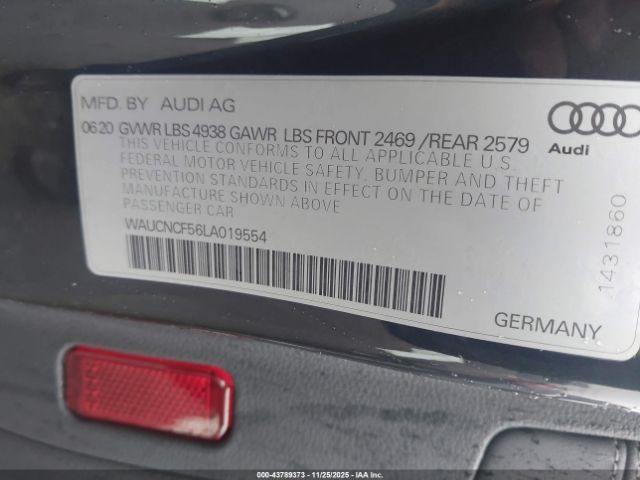 MFD. BY AUDI AG
0620 GVWR LBS 4938 GAWR LBS FRONT 2469 /REAR 2579
THIS VEHICLE CONFORMS TO ALL APPLICABLE U.S.
FEDERAL MOTOR VEHICLE SAFETY, BUMPER AND THEFT
PREVENTION STANDARDS IN EFFECT ON THE DATE OF
MANUFACTURE SHOWN ABOVE.
PASSENGER CAR
WAUCNCF56LA019554
Audi
1431860
GERMANY
000-43789373 - 11/25/2025 - IAAI.CA